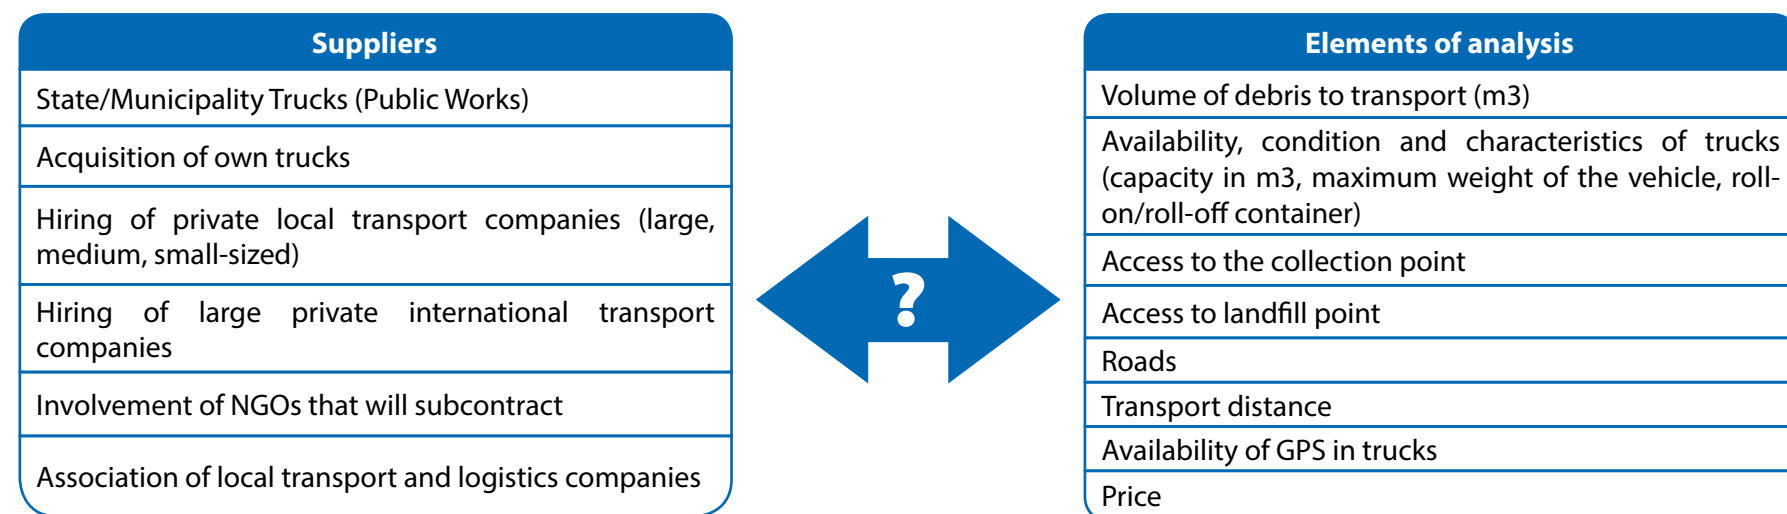 Suppliers
State/Municipality Trucks (Public Works)
Acquisition of own trucks
Hiring of private local transport companies (large,
medium, small-sized)
Hiring of large private international transport
companies
Involvement of NGOs that will subcontract
Association of local transport and logistics companies
?
Elements of analysis
Volume of debris to transport (m3)
Availability, condition and characteristics of trucks
(capacity in m3, maximum weight of the vehicle, roll-
on/roll-off container)
Access to the collection point
Access to landfill point
Roads
Transport distance
Availability of GPS in trucks
Price